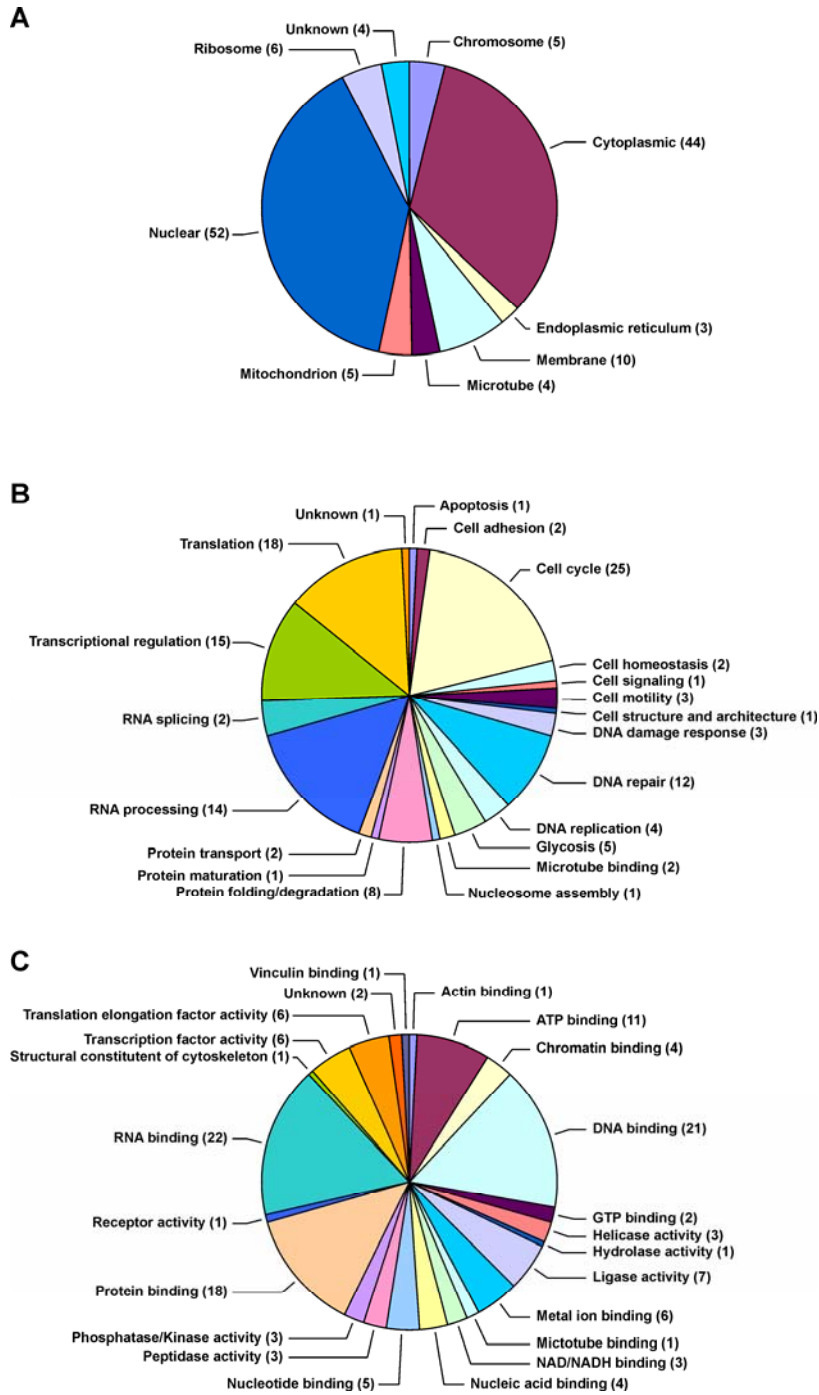 A
Unknown (4)
Chromosome (5)
Ribosome (6)
Cytoplasmic (44)
Nuclear (52)
Endoplasmic reticulum (3)
Membrane (10)
Mitochondrion (5)
Microtube (4)
B
Apoptosis (1)
Unknown (1)
Cell adhesion (2)
Translation (18)
Cell cycle (25)
Transcriptional regulation (15)
Cell homeostasis (2)
Cell signaling (1)
Cell motility (3)
RNA splicing (2)
Cell structure and architecture (1)
DNA damage response (3)
DNA repair (12)
RNA processing (14)
DNA replication (4)
Glycosis (5)
Protein transport (2)
Microtube binding (2)
Protein maturation (1)
Protein folding/degradation (8)
Nucleosome assembly (1)
C
Vinculin binding (1)
Unknown (2)
Actin binding (1)
Translation elongation factor activity (6)
ATP binding (11)
Transcription factor activity (6)
Chromatin binding (4)
Structural constitutent of cytoskeleton (1)
DNA binding (21)
RNA binding (22)
GTP binding (2)
Receptor activity (1)
Helicase activity (3)
Hydrolase activity (1)
Ligase activity (7)
Protein binding (18)
Metal ion binding (6)
Phosphatase/Kinase activity (3)
Mictotube binding (1)
Peptidase activity (3)
NAD/NADH binding (3)
Nucleotide binding (5)
Nucleic acid binding (4)